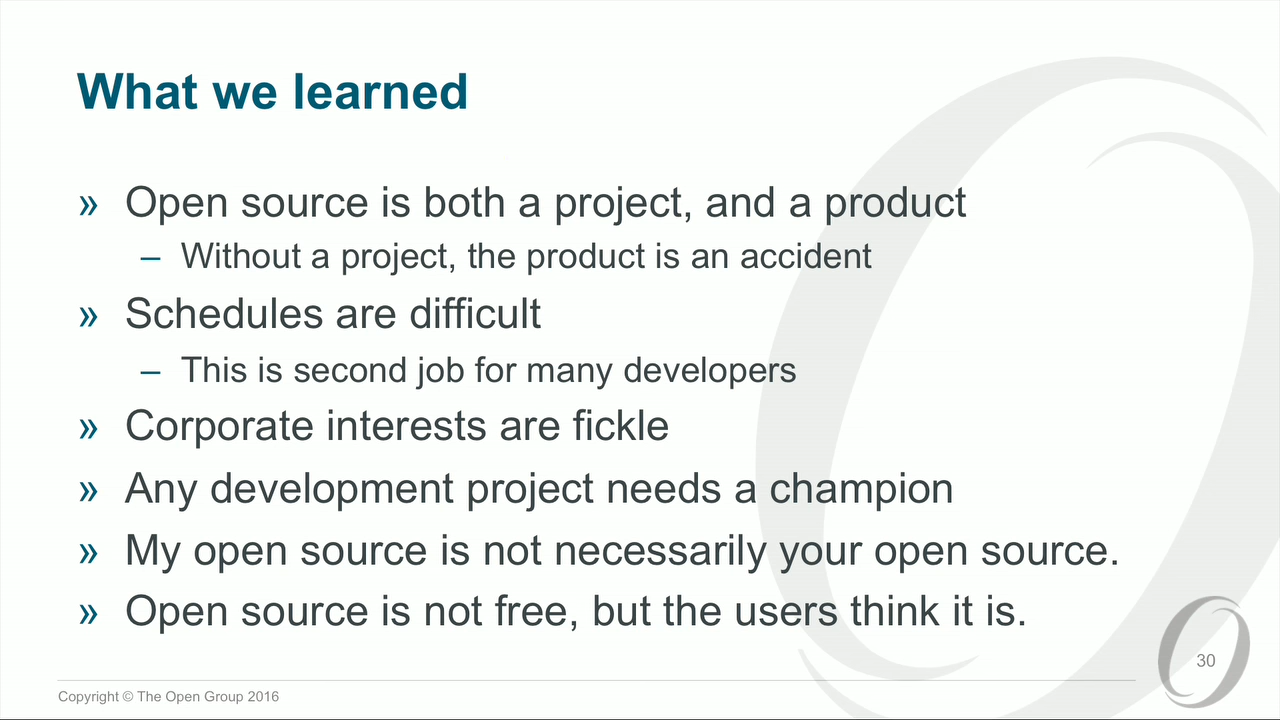 What we learned
» Open source is both a project, and a product
– Without a project, the product is an accident
» Schedules are difficult
– This is second job for many developers
» Corporate interests are fickle
» Any development project needs a champion
» My open source is not necessarily your open source.
» Open source is not free, but the users think it is.
30
Copyright © The Open Group 2016